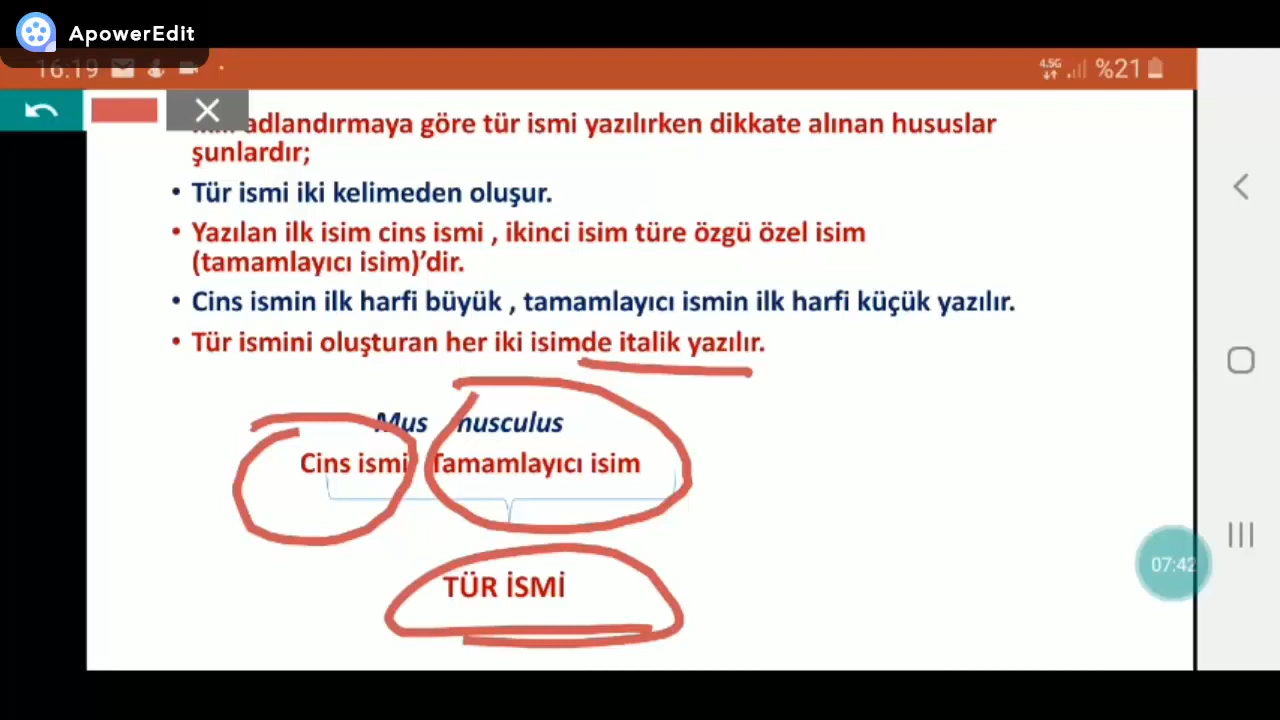 ApowerEdit
16.19
4.5G %21
adlandırmaya göre tür ismi yazılırken dikkate alınan hususlar
şunlardır;
• Tür ismi iki kelimeden oluşur.
• Yazılan ilk isim cins ismi , ikinci isim türe özgü özel isim
(tamamlayıcı isim)’dir.
• Cins ismin ilk harfi büyük , tamamlayıcı ismin ilk harfi küçük yazılır.
• Tür ismini oluşturan her iki isimde italik yazılır.
Mus musculus
Cins ismi Tamamlayıcı isim
TÜR İSMİ
07:42